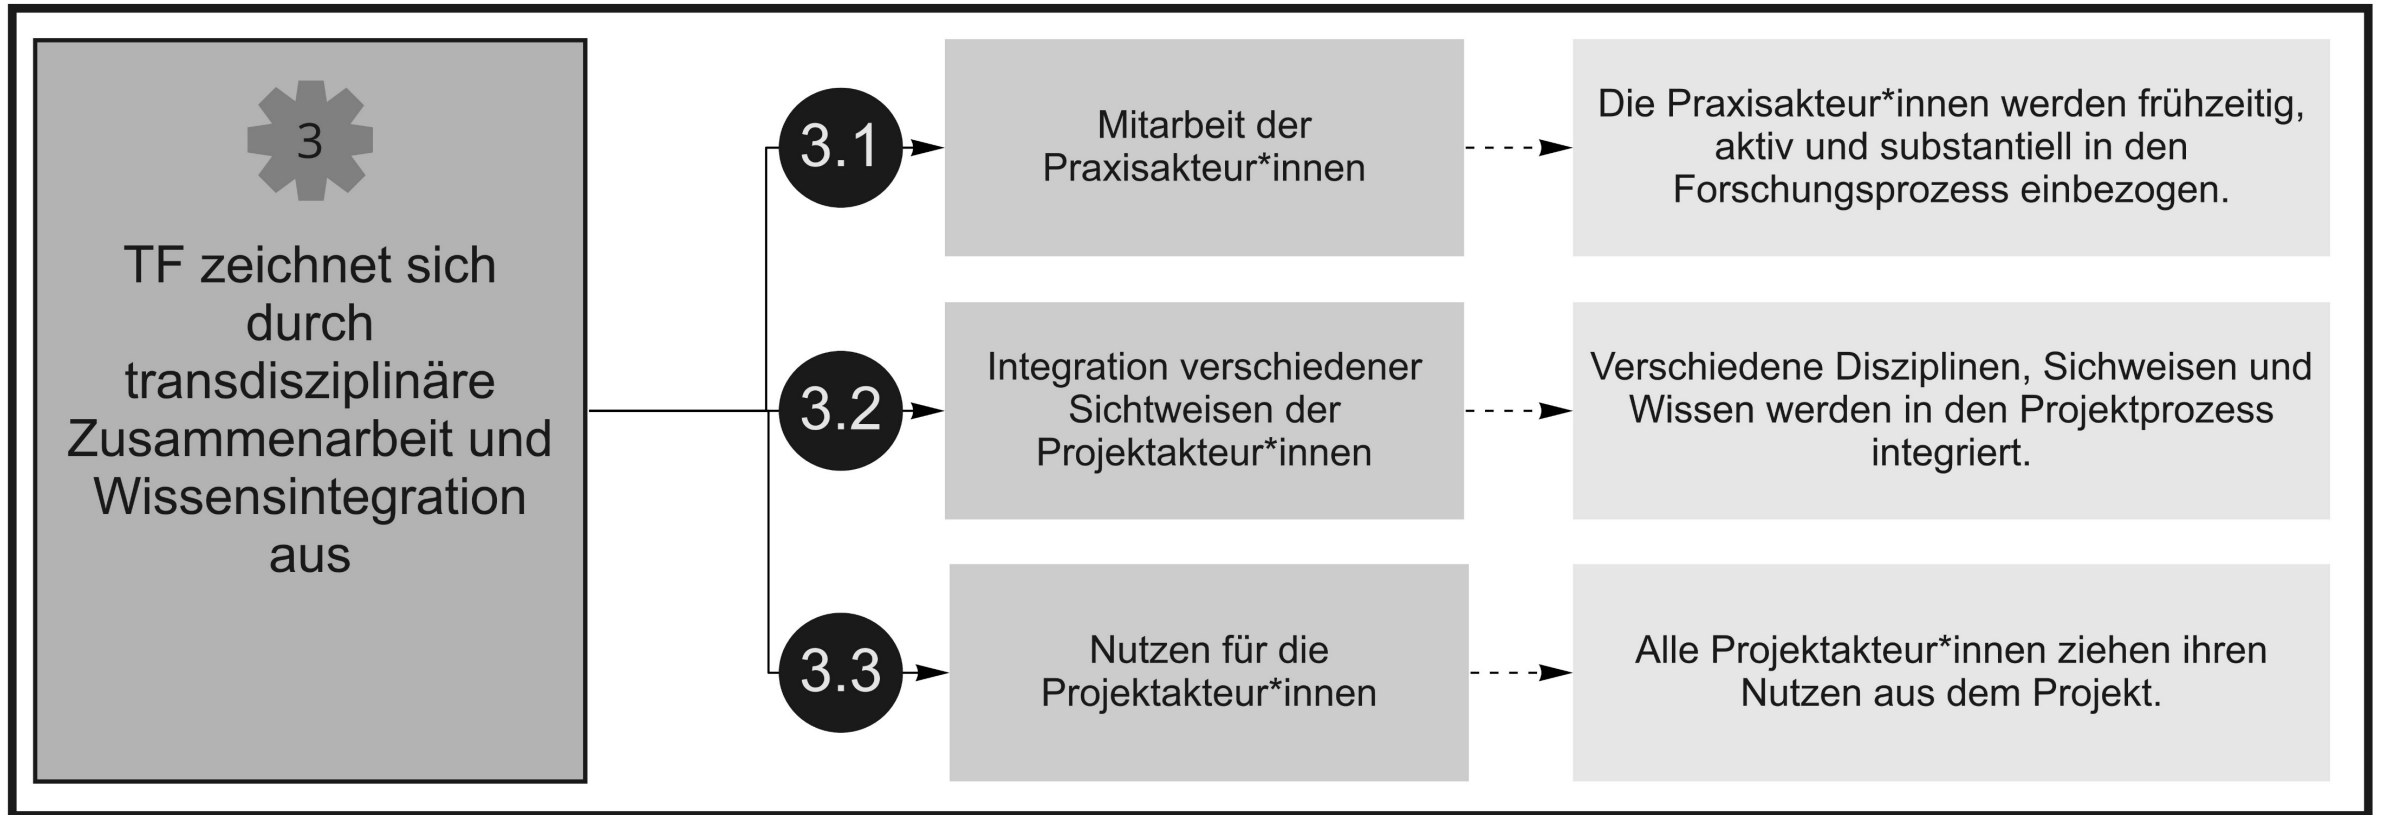 3
TF zeichnet sich
durch
transdisziplinäre
Zusammenarbeit und
Wissensintegration
aus
3.1
Mitarbeit der
Praxisakteur*innen
Die Praxisakteur*innen werden frühzeitig,
aktiv und substantiell in den
Forschungsprozess einbezogen.
3.2
Integration verschiedener
Sichtweisen der
Projektakteur*innen
Verschiedene Disziplinen, Sichweisen und
Wissen werden in den Projektprozess
integriert.
3.3
Nutzen für die
Projektakteur*innen
Alle Projektakteur*innen ziehen ihren
Nutzen aus dem Projekt.